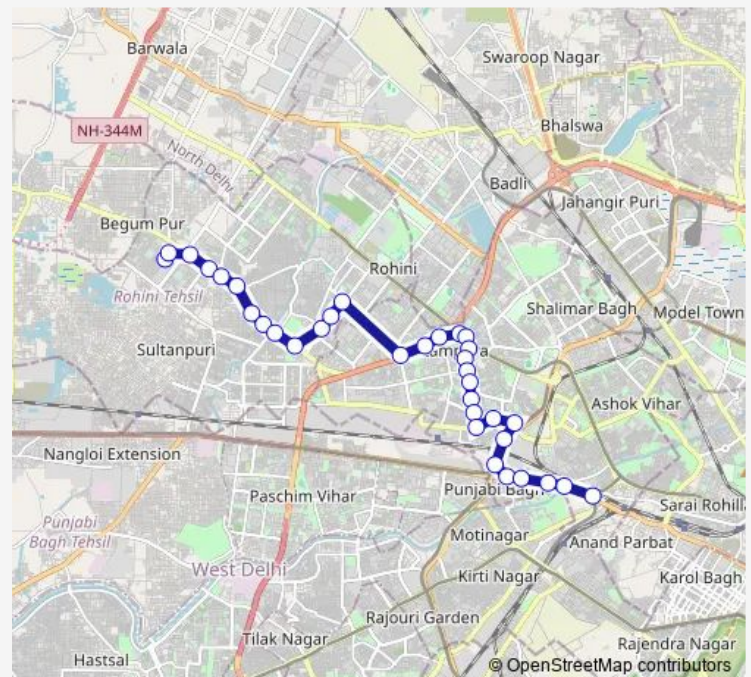 Barwala
Swaroop Nagar
NH-344M
Bhalswa
North Delhi
Badli
Jahangir Puri
Begum Pur
Rohini
Rohini Tehsil
Shalimar Bagh
Model Town
Sultanpuri
Ashok Vihar
Nangloi Extension
Paschim Vihar
Punjabi Bagh
Sarai Rohill
Punjabi
Bagh Tehsil
Motinagar
Anand Parbat
West Delhi
Kirti Nagar
Karol Bagh
Rajouri Garden
Tilak Nagar
Rajendra Nagar
Hastsal
© OpenStreetMap contributors